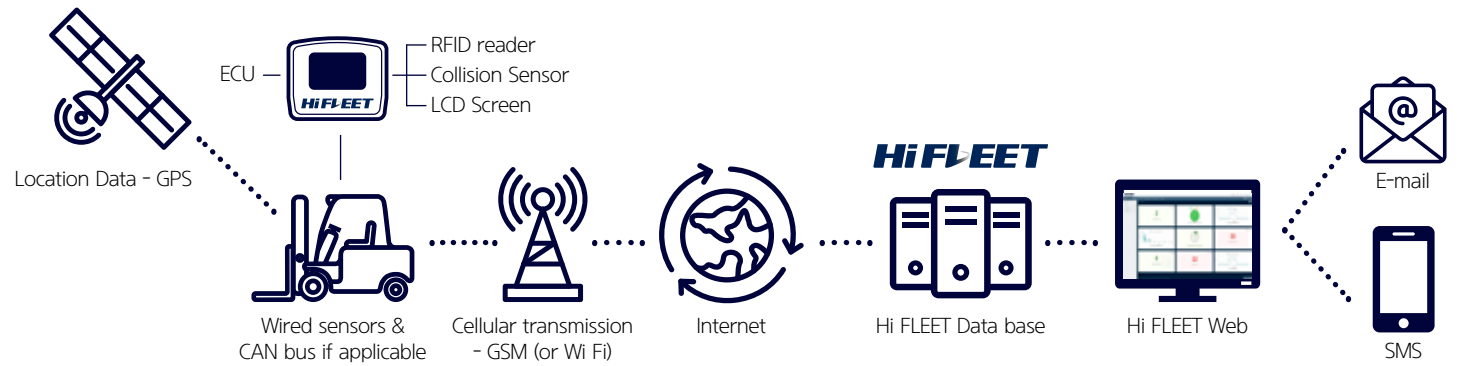 RFID reader
ECU
Collision Sensor
HiFLEET
LCD Screen
Location Data - GPS
Wired sensors &
CAN bus if applicable
Cellular transmission
- GSM (or Wi Fi)
Internet
HiFLEET
Hi FLEET Data base
Hi FLEET Web
@
E-mail
SMS